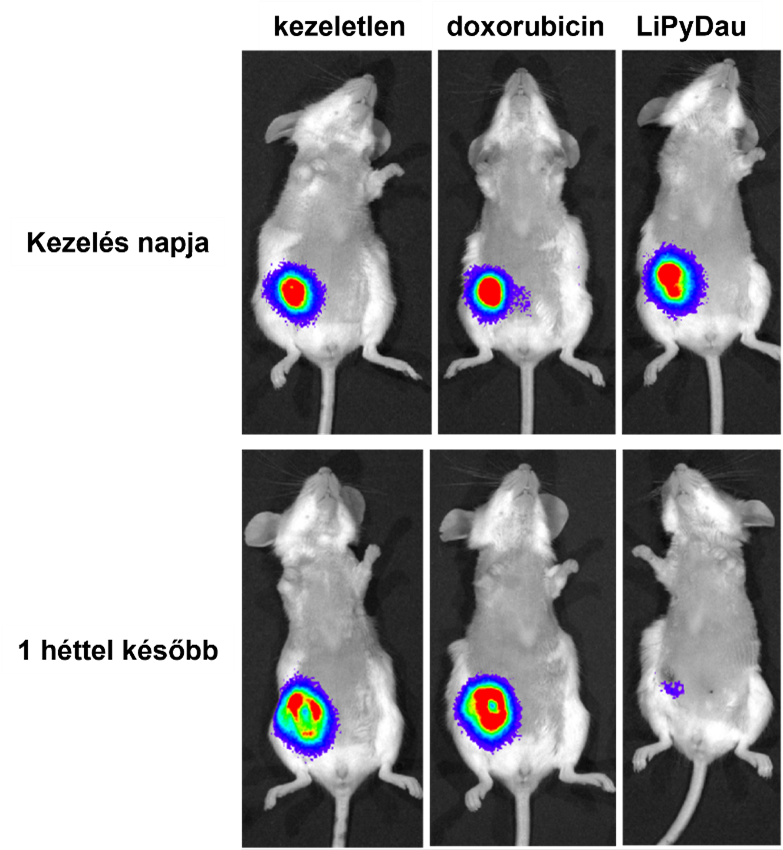 kezeletlen doxorubicin LiPyDau
Kezelés napja
1 héttel később